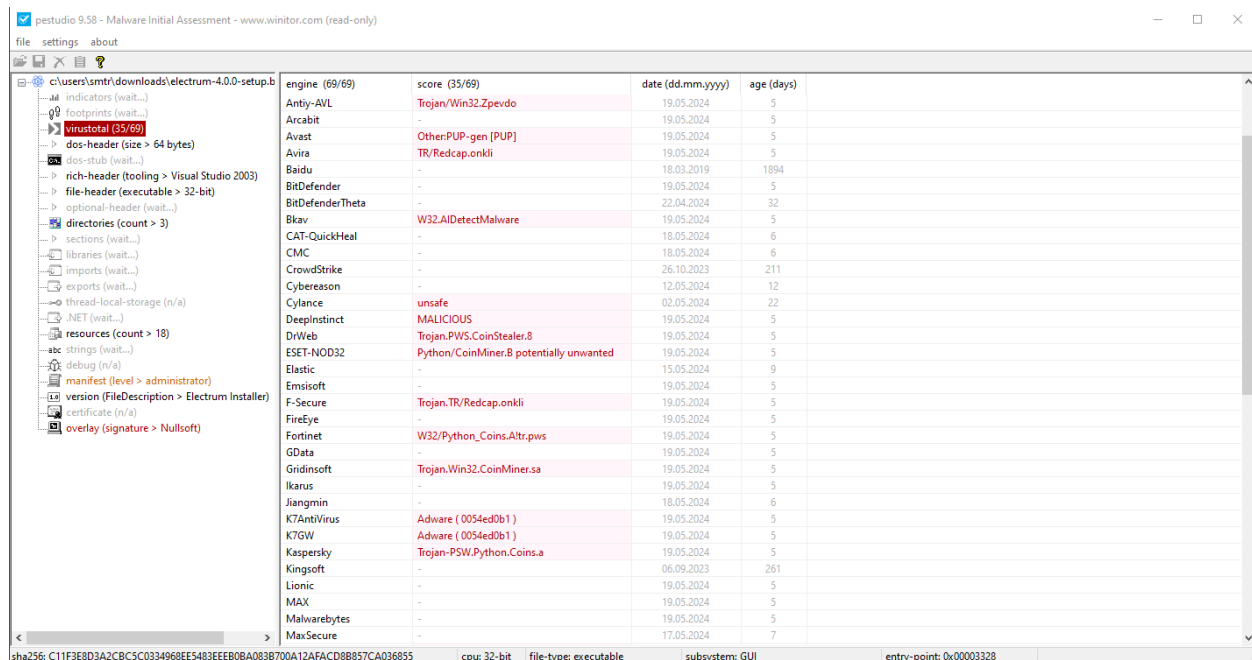 pestudio 9.58 - Malware Initial Assessment - www.winitor.com (read-only)
file settings about
c:\users\smtr\downloads\electrum-4.0.0-setup.b
indicators (wait...)
footprints (wait...)
virustotal (35/69)
dos-header (size > 64 bytes)
dos-stub (wait...)
rich-header (tooling > Visual Studio 2003)
file-header (executable > 32-bit)
optional-header (wait...)
directories (count > 3)
sections (wait...)
libraries (wait...)
imports (wait...)
exports (wait...)
thread-local-storage (n/a)
.NET (wait...)
resources (count > 18)
abc strings (wait...)
debug (n/a)
manifest (level > administrator)
1.0 version (FileDescription > Electrum Installer)
certificate (n/a)
overlay (signature > Nullsoft)
engine (69/69) score (35/69) date (dd.mm.yyyy) age (days)
Antiy-AVL Trojan/Win32.Zpevdo 19.05.2024 5
Arcabit - 19.05.2024 5
Avast Other:PUP-gen [PUP] 19.05.2024 5
Avira TR/Redcap.onkli 19.05.2024 5
Baidu - 18.03.2019 1894
BitDefender - 19.05.2024 5
BitDefenderTheta - 22.04.2024 32
Bkav W32.AIDetectMalware 19.05.2024 5
CAT-QuickHeal - 18.05.2024 6
CMC - 18.05.2024 6
CrowdStrike - 26.10.2023 211
Cybereason - 12.05.2024 12
Cylance unsafe 02.05.2024 22
DeepInstinct MALICIOUS 19.05.2024 5
DrWeb Trojan.PWS.CoinStealer.8 19.05.2024 5
ESET-NOD32 Python/CoinMiner.B potentially unwanted 19.05.2024 5
Elastic - 15.05.2024 9
Emsisoft - 19.05.2024 5
F-Secure Trojan.TR/Redcap.onkli 19.05.2024 5
FireEye - 19.05.2024 5
Fortinet W32/Python_Coins.A!tr.pws 19.05.2024 5
GData - 19.05.2024 5
Gridinsoft Trojan.Win32.CoinMiner.sa 19.05.2024 5
Ikarus - 19.05.2024 5
Jiangmin - 18.05.2024 6
K7AntiVirus Adware ( 0054ed0b1 ) 19.05.2024 5
K7GW Adware ( 0054ed0b1 ) 19.05.2024 5
Kaspersky Trojan-PSW.Python.Coins.a 19.05.2024 5
Kingsoft - 06.09.2023 261
Lionic - 19.05.2024 5
MAX - 19.05.2024 5
Malwarebytes - 19.05.2024 5
MaxSecure - 17.05.2024 7
sha256: C11F3E8D3A2CBC5C0334968EE5483EEEB0BA083B700A12AFACD8B857CA036855 cpu: 32-bit file-type: executable subsystem: GUI entry-point: 0x00003328